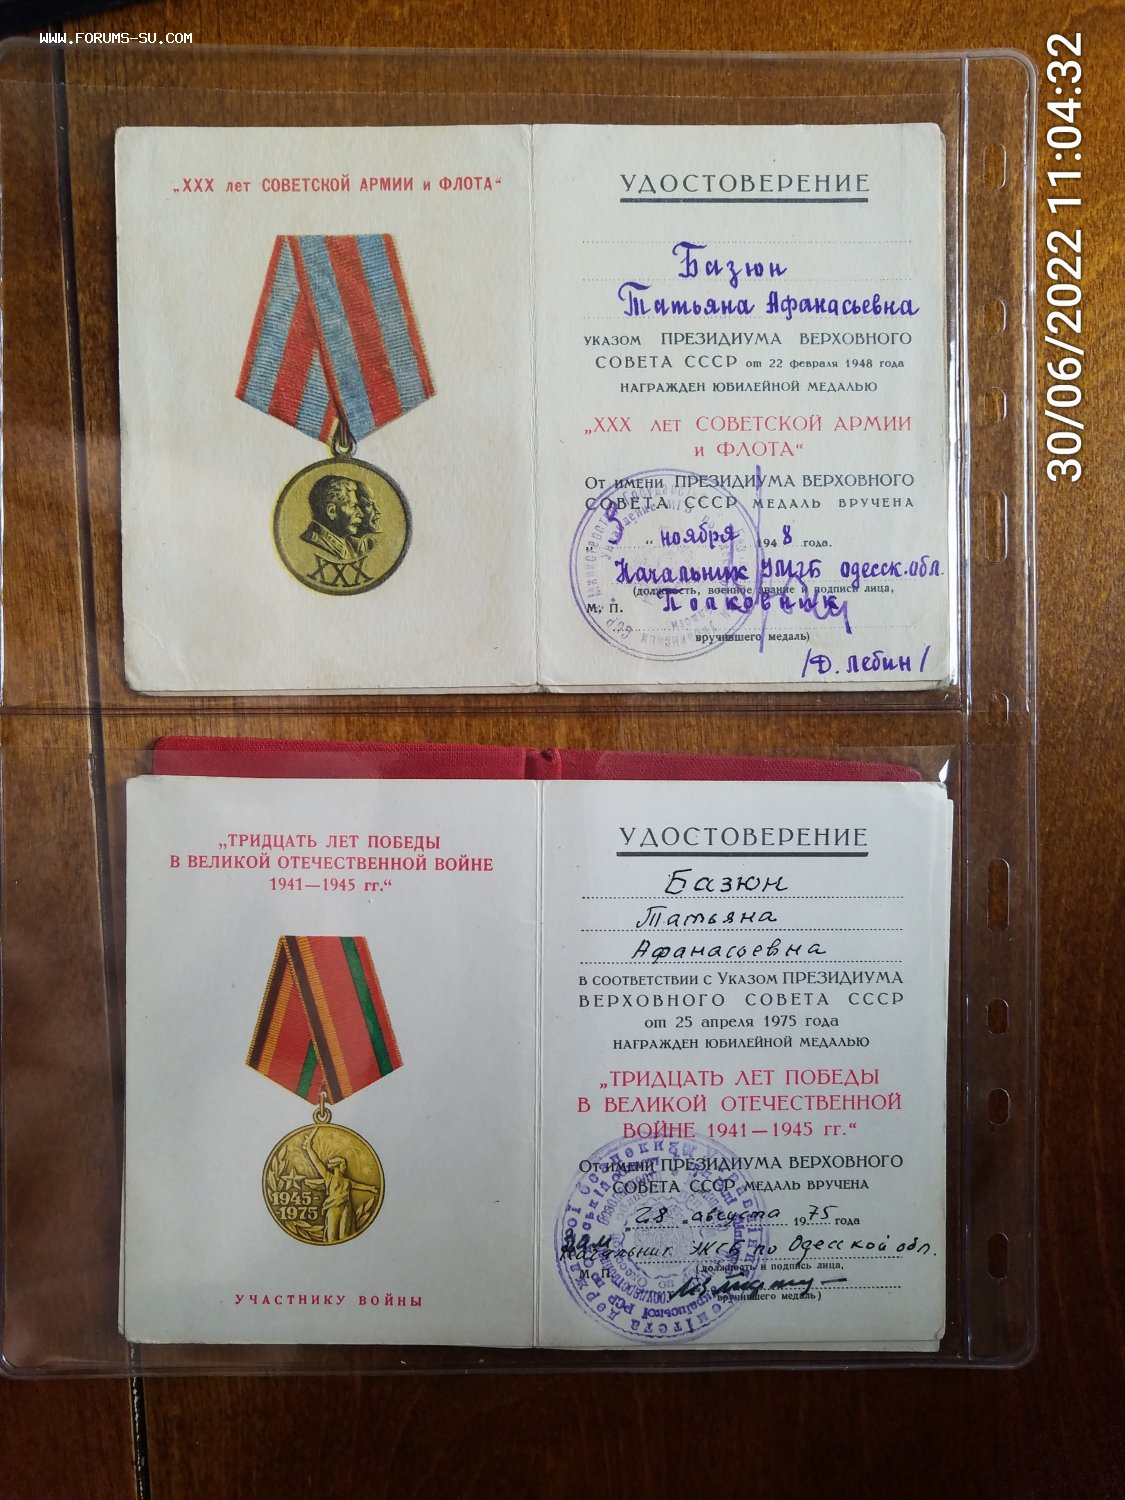 www.FORUMS-SU.COM
30/06/2022 11:04:32
„XXX лет СОВЕТСКОЙ АРМИИ и ФЛОТА“
XXX
УДОСТОВЕРЕНИЕ
Базюн
Татьяна Афанасьевна
УКАЗОМ ПРЕЗИДИУМА ВЕРХОВНОГО
СОВЕТА СССР от 22 февраля 1948 года
НАГРАЖДЕН ЮБИЛЕЙНОЙ МЕДАЛЬЮ
„XXX ЛЕТ СОВЕТСКОЙ АРМИИ
И ФЛОТА“
От имени ПРЕЗИДИУМА ВЕРХОВНОГО
СОВЕТА СССР МЕДАЛЬ ВРУЧЕНА
5 “ ноября 1948 года.
Начальник УМГБ одесск. обл.
(должность, военное звание и подпись лица,
М. П. Полковник
вручившего медаль)
/Д. Лебин/
„ТРИДЦАТЬ ЛЕТ ПОБЕДЫ
В ВЕЛИКОЙ ОТЕЧЕСТВЕННОЙ ВОЙНЕ
1941—1945 гг.“
1945-
-1975
УЧАСТНИКУ ВОЙНЫ
УДОСТОВЕРЕНИЕ
Базюн
Татьяна
Афанасьевна
В СООТВЕТСТВИИ С УКАЗОМ ПРЕЗИДИУМА
ВЕРХОВНОГО СОВЕТА СССР
от 25 апреля 1975 года
НАГРАЖДЕН ЮБИЛЕЙНОЙ МЕДАЛЬЮ
„ТРИДЦАТЬ ЛЕТ ПОБЕДЫ
В ВЕЛИКОЙ ОТЕЧЕСТВЕННОЙ
ВОЙНЕ 1941—1945 гг.“
От имени ПРЕЗИДИУМА ВЕРХОВНОГО
СОВЕТА СССР МЕДАЛЬ ВРУЧЕНА
„28 „ августа 1975 года
Зам
Начальник УКГБ по Одесской обл.
(должность и подпись лица,
М. П.
вручившего медаль)